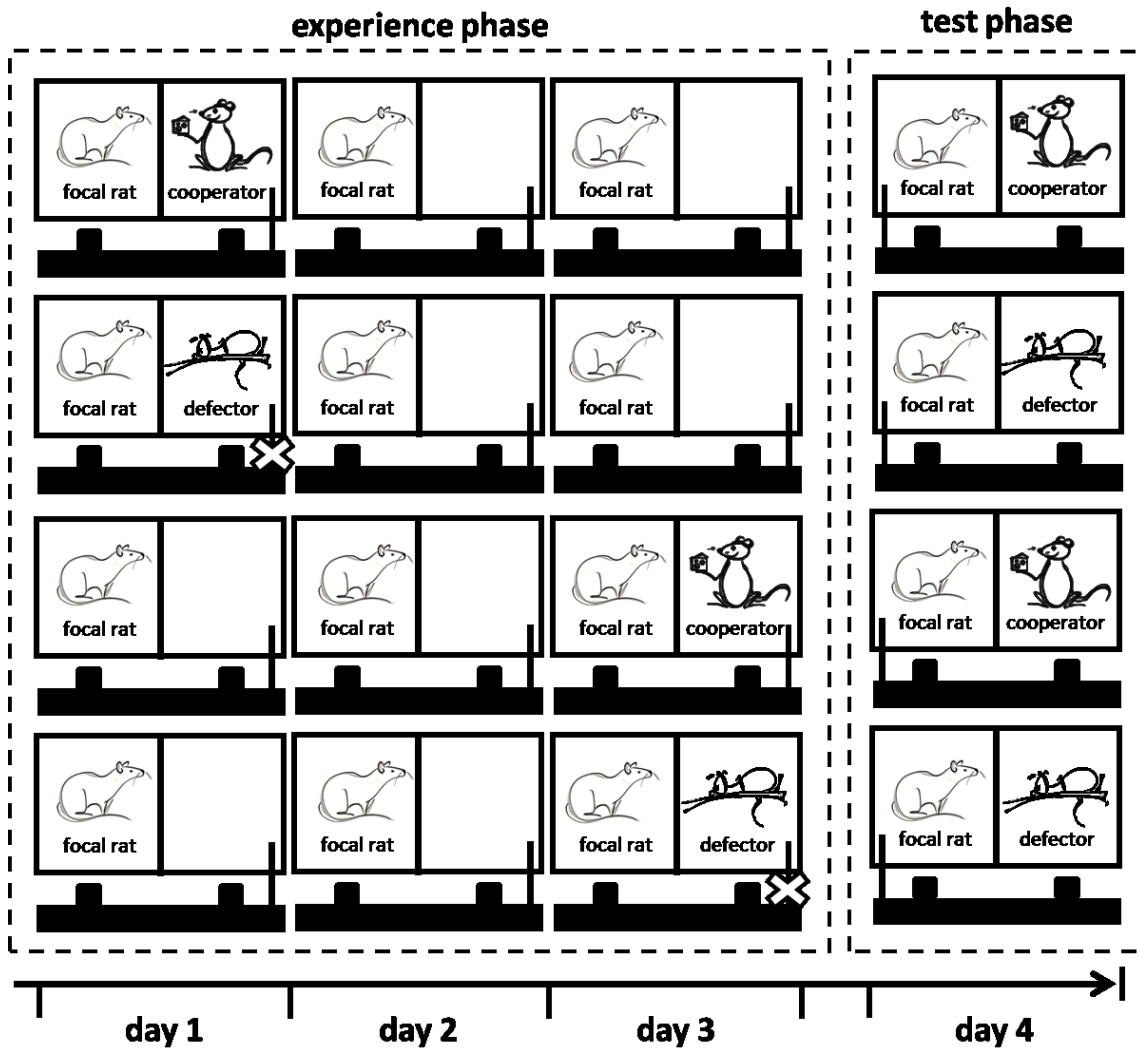 experience phase
test phase
focal rat cooperator focal rat focal rat focal rat cooperator
focal rat defector focal rat focal rat focal rat defector
focal rat focal rat focal rat cooperator focal rat cooperator
focal rat focal rat focal rat defector focal rat defector
day 1 day 2 day 3 day 4